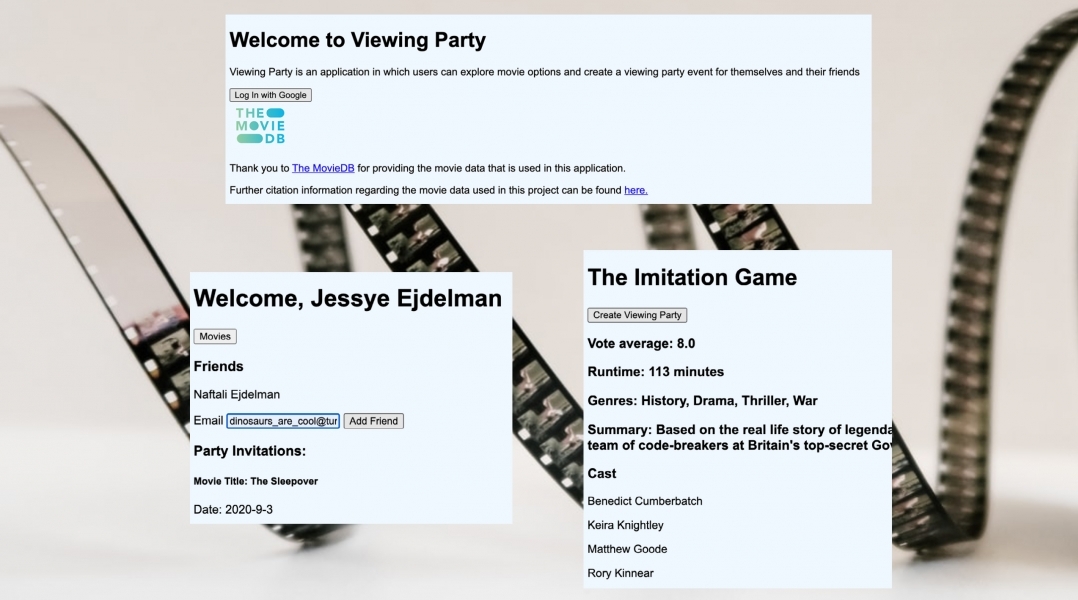 Welcome to Viewing Party
Viewing Party is an application in which users can explore movie options and create a viewing party event for themselves and their friends
Log In with Google
THE
MOVIE
DB
Thank you to The MovieDB for providing the movie data that is used in this application.
Further citation information regarding the movie data used in this project can be found here.
Welcome, Jessye Ejdelman
Movies
Friends
Naftali Ejdelman
Email dinosaurs_are_cool@tur Add Friend
Party Invitations:
Movie Title: The Sleepover
Date: 2020-9-3
The Imitation Game
Create Viewing Party
Vote average: 8.0
Runtime: 113 minutes
Genres: History, Drama, Thriller, War
Summary: Based on the real life story of legenda
team of code-breakers at Britain's top-secret Gov
Cast
Benedict Cumberbatch
Keira Knightley
Matthew Goode
Rory Kinnear